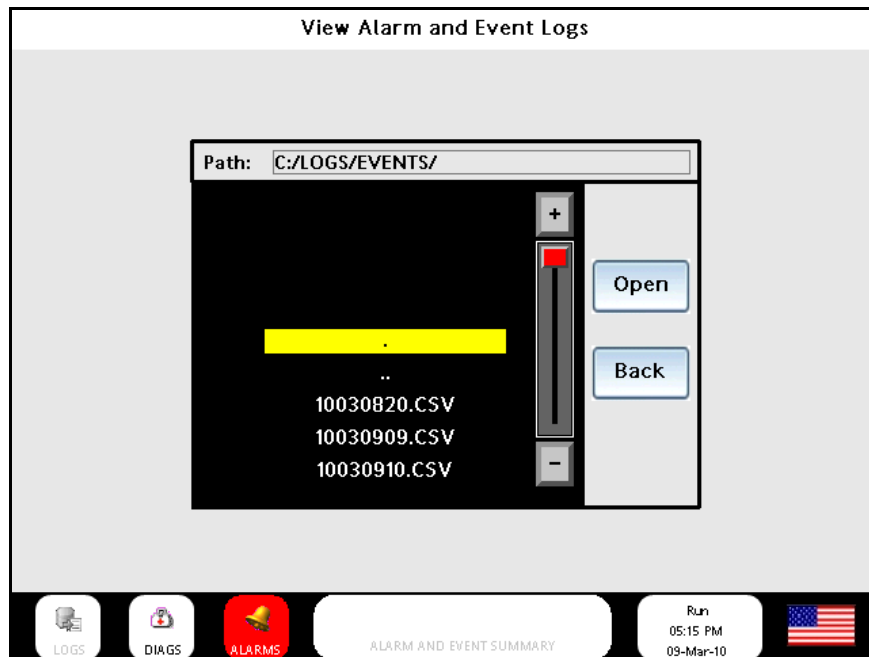 View Alarm and Event Logs
Path: C:/LOGS/EVENTS/
+
.
Open
..
Back
10030820.CSV
10030909.CSV
10030910.CSV
-
LOGS
DIAGS
ALARMS
ALARM AND EVENT SUMMARY
Run
05:15 PM
09-Mar-10